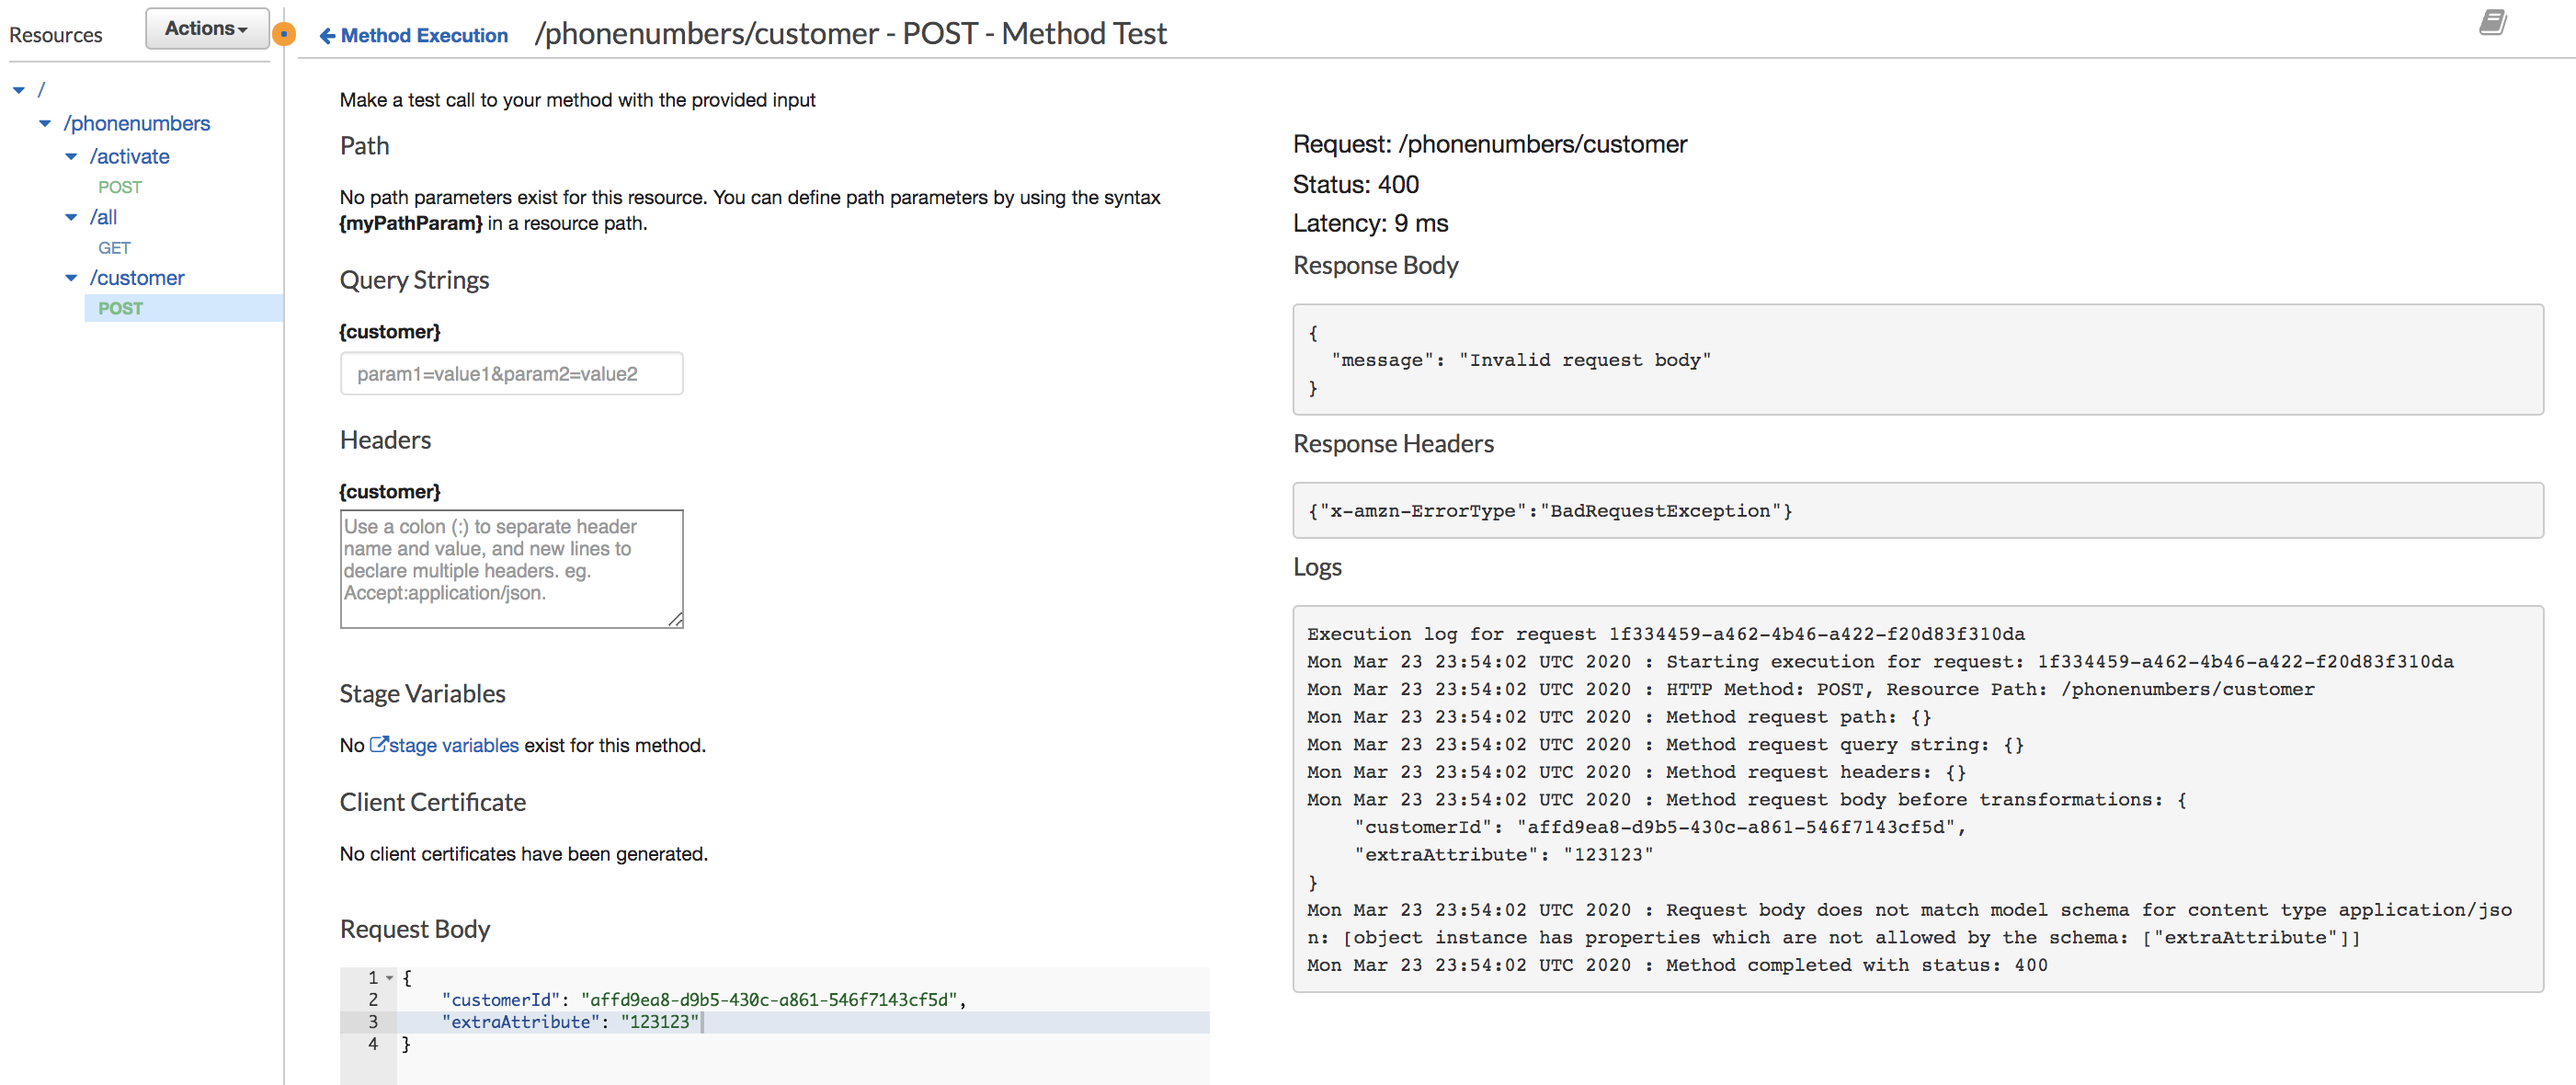 Resources
Actions
Method Execution
/phonenumbers/customer - POST - Method Test
/
/phonenumbers
/activate
POST
/all
GET
/customer
POST
Make a test call to your method with the provided input
Path
No path parameters exist for this resource. You can define path parameters by using the syntax
{myPathParam} in a resource path.
Query Strings
{customer}
param1=value1&param2=value2
Headers
{customer}
Use a colon (:) to separate header
name and value, and new lines to
declare multiple headers. eg.
Accept:application/json.
Stage Variables
No stage variables exist for this method.
Client Certificate
No client certificates have been generated.
Request Body
1 {
2 "customerId": "affd9ea8-d9b5-430c-a861-546f7143cf5d",
3 "extraAttribute": "123123"
4 }
Request: /phonenumbers/customer
Status: 400
Latency: 9 ms
Response Body
{
"message": "Invalid request body"
}
Response Headers
{"x-amzn-ErrorType":"BadRequestException"}
Logs
Execution log for request 1f334459-a462-4b46-a422-f20d83f310da
Mon Mar 23 23:54:02 UTC 2020 : Starting execution for request: 1f334459-a462-4b46-a422-f20d83f310da
Mon Mar 23 23:54:02 UTC 2020 : HTTP Method: POST, Resource Path: /phonenumbers/customer
Mon Mar 23 23:54:02 UTC 2020 : Method request path: {}
Mon Mar 23 23:54:02 UTC 2020 : Method request query string: {}
Mon Mar 23 23:54:02 UTC 2020 : Method request headers: {}
Mon Mar 23 23:54:02 UTC 2020 : Method request body before transformations: {
"customerId": "affd9ea8-d9b5-430c-a861-546f7143cf5d",
"extraAttribute": "123123"
}
Mon Mar 23 23:54:02 UTC 2020 : Request body does not match model schema for content type application/jso
n: [object instance has properties which are not allowed by the schema: ["extraAttribute"]]
Mon Mar 23 23:54:02 UTC 2020 : Method completed with status: 400